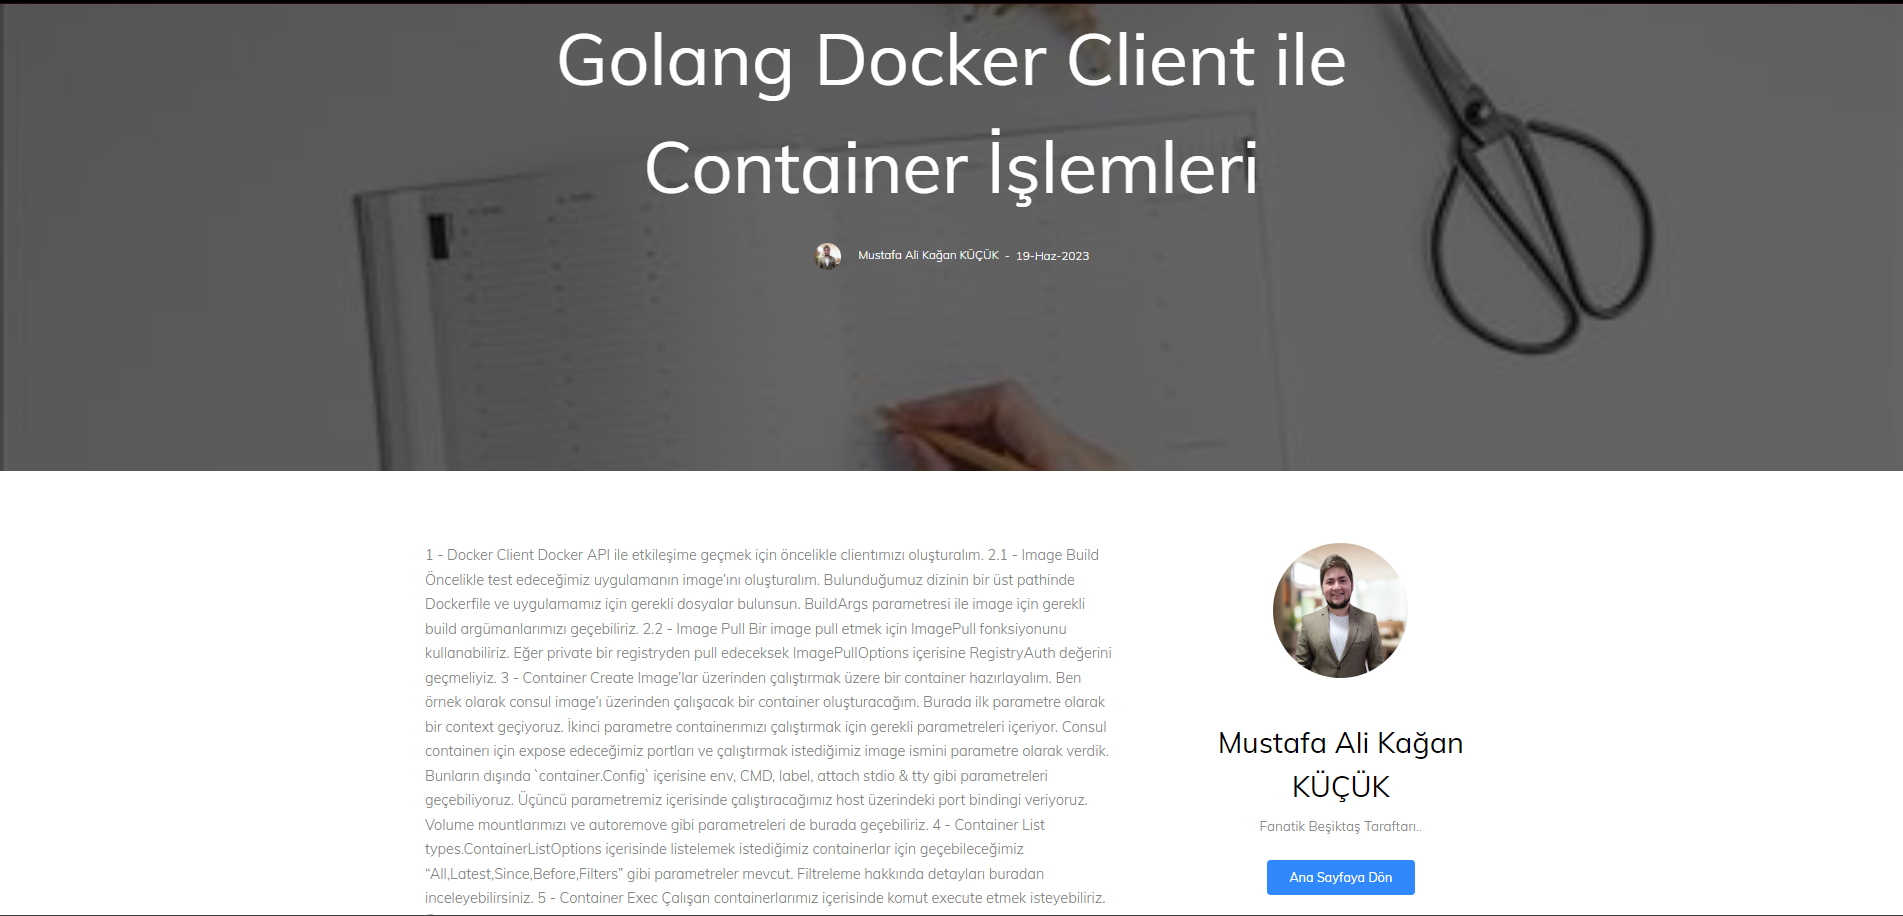 Golang Docker Client ile
Container İşlemleri
Mustafa Ali Kağan KÜÇÜK - 19-Haz-2023
1 - Docker Client Docker API ile etkileşime geçmek için öncelikle clientımızı oluşturalım. 2.1 - Image Build
Öncelikle test edeceğimiz uygulamanın image'ını oluşturalım. Bulunduğumuz dizinin bir üst pathinde
Dockerfile ve uygulamamız için gerekli dosyalar bulunsun. BuildArgs parametresi ile image için gerekli
build argümanlarımızı geçebiliriz. 2.2 - Image Pull Bir image pull etmek için ImagePull fonksiyonunu
kullanabiliriz. Eğer private bir registryden pull edeceksek ImagePullOptions içerisine RegistryAuth değerini
geçmeliyiz. 3 - Container Create Image'lar üzerinden çalıştırmak üzere bir container hazırlayalım. Ben
örnek olarak consul image'ı üzerinden çalışacak bir container oluşturacağım. Burada ilk parametre olarak
bir context geçiyoruz. İkinci parametre containerımızı çalıştırmak için gerekli parametreleri içeriyor. Consul
containerı için expose edeceğimiz portları ve çalıştırmak istediğimiz image ismini parametre olarak verdik.
Bunların dışında `container.Config` içerisine env, CMD, label, attach stdio & tty gibi parametreleri
geçebiliyoruz. Üçüncü parametremiz içerisinde çalıştıracağımız host üzerindeki port bindingi veriyoruz.
Volume mountlarımızı ve autoremove gibi parametreleri de burada geçebiliriz. 4 - Container List
types.ContainerListOptions içerisinde listelemek istediğimiz containerlar için geçebileceğimiz
“All,Latest,Since,Before,Filters” gibi parametreler mevcut. Filtreleme hakkında detayları buradan
inceleyebilirsiniz. 5 - Container Exec Çalışan containerlarımız içerisinde komut execute etmek isteyebiliriz.
Mustafa Ali Kağan
KÜÇÜK
Fanatik Beşiktaş Taraftarı..
Ana Sayfaya Dön